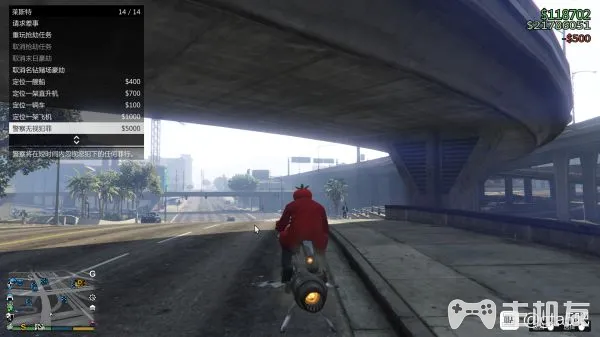 莱斯特 14 / 14
请求差事
重玩抢劫任务
取消抢劫任务
取消末日豪劫
取消名钻赌场豪劫
定位一艘船 $400
定位一架直升机 $700
定位一辆车 $100
定位一架飞机 $1000
警察无视犯罪 $5000
警察将在短时间内忽视您犯下的任何罪行。
$118702
$21766051
-$500
G
S